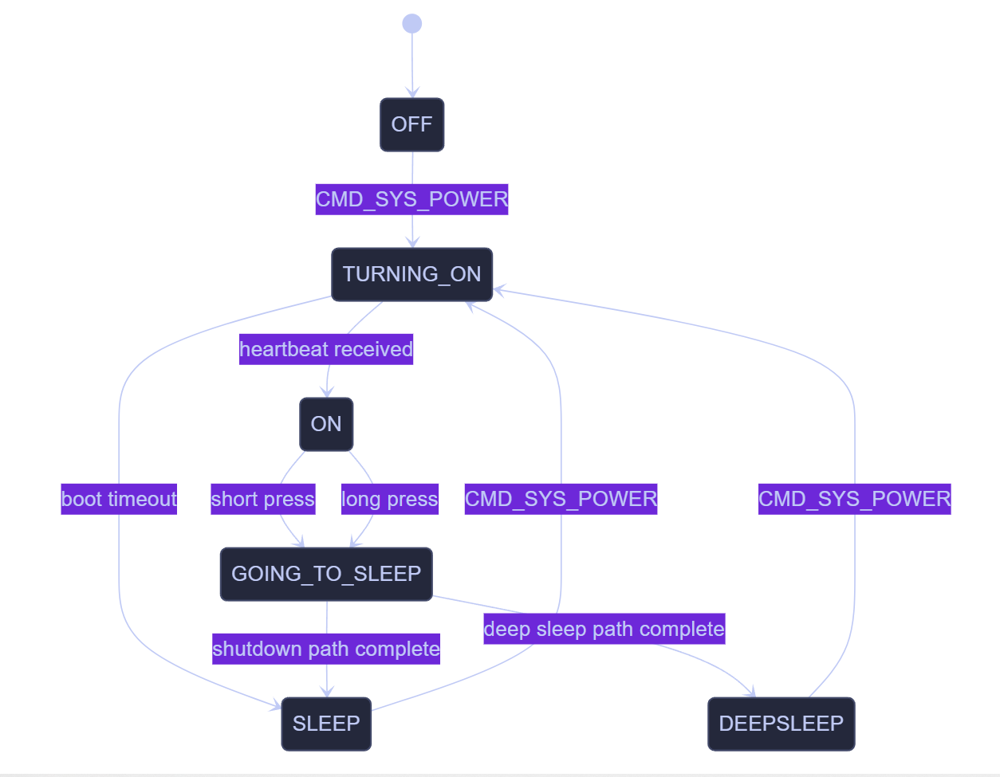 OFF
CMD_SYS_POWER
TURNING_ON
heartbeat received
ON
boot timeout
short press
long press
CMD_SYS_POWER
CMD_SYS_POWER
GOING_TO_SLEEP
deep sleep path complete
shutdown path complete
SLEEP
DEEPSLEEP